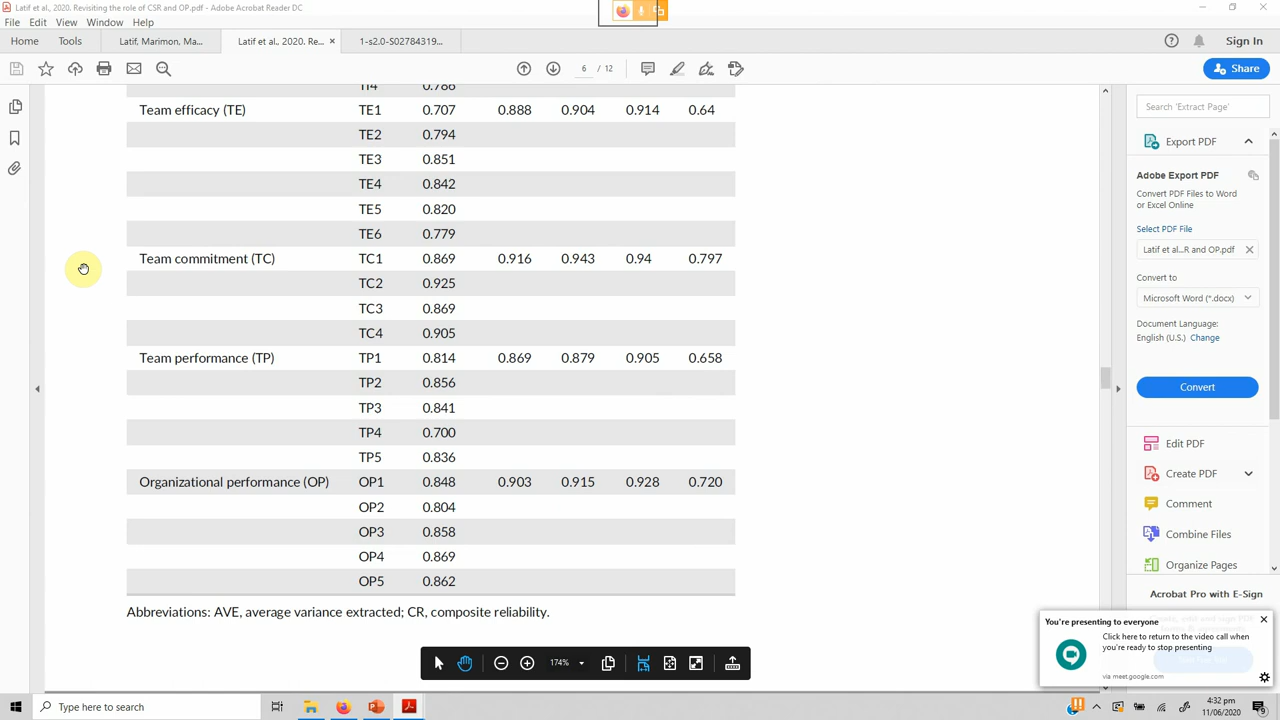 Latif et al., 2020. Revisiting the role of CSR and OP.pdf - Adobe Acrobat Reader DC
File Edit View Window Help
Home Tools Latif, Marimon, Ma... Latif et al., 2020. Re... × 1-s2.0-S02784319... Sign In
6 / 12 Share
TI4 0.786
Team efficacy (TE) TE1 0.707 0.888 0.904 0.914 0.64
TE2 0.794
TE3 0.851
TE4 0.842
TE5 0.820
TE6 0.779
Team commitment (TC) TC1 0.869 0.916 0.943 0.94 0.797
TC2 0.925
TC3 0.869
TC4 0.905
Team performance (TP) TP1 0.814 0.869 0.879 0.905 0.658
TP2 0.856
TP3 0.841
TP4 0.700
TP5 0.836
Organizational performance (OP) OP1 0.848 0.903 0.915 0.928 0.720
OP2 0.804
OP3 0.858
OP4 0.869
OP5 0.862
Abbreviations: AVE, average variance extracted; CR, composite reliability.
174%
Search 'Extract Page'
Export PDF
Adobe Export PDF
Convert PDF Files to Word
or Excel Online
Select PDF File
Latif et al...R and OP.pdf
Convert to
Microsoft Word (*.docx)
Document Language:
English (U.S.) Change
Convert
Edit PDF
Create PDF
Comment
Combine Files
Organize Pages
Acrobat Pro with E-Sign
You're presenting to everyone
Click here to return to the video call when
you're ready to stop presenting
via meet.google.com
Type here to search
4:32 pm
11/06/2020